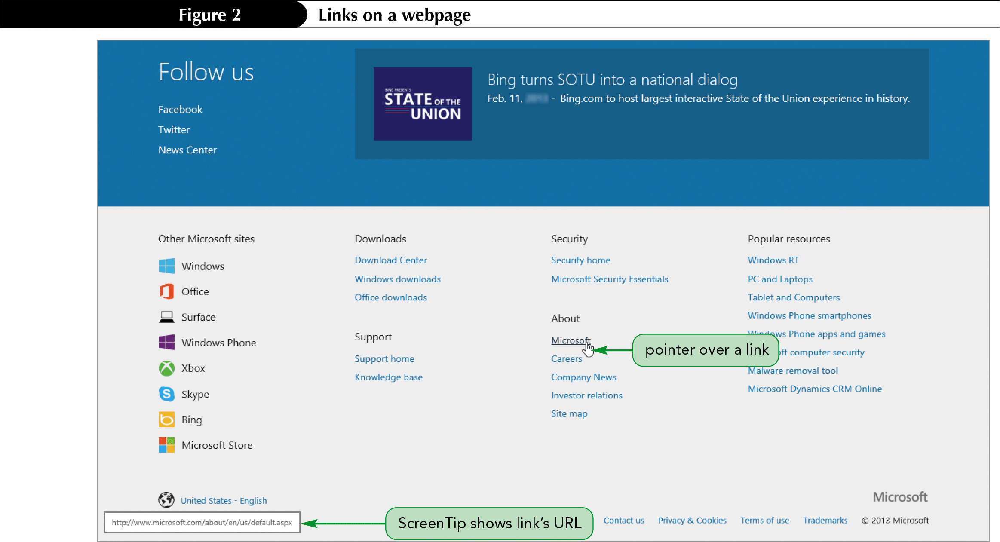 Figure 2
Links on a webpage
Follow us
Facebook
Twitter
News Center
BING PRESENTS
STATE OF THE
UNION
Bing turns SOTU into a national dialog
Feb. 11, - Bing.com to host largest interactive State of the Union experience in history.
Other Microsoft sites
Windows
Office
Surface
Windows Phone
Xbox
Skype
Bing
Microsoft Store
Downloads
Download Center
Windows downloads
Office downloads
Support
Support home
Knowledge base
Security
Security home
Microsoft Security Essentials
About
Microsoft
Careers
Company News
Investor relations
Site map
pointer over a link
Popular resources
Windows RT
PC and Laptops
Tablet and Computers
Windows Phone smartphones
Windows Phone apps and games
computer security
Malware removal tool
Microsoft Dynamics CRM Online
United States - English
Microsoft
http://www.microsoft.com/about/en/us/default.aspx
ScreenTip shows link's URL
Contact us
Privacy & Cookies
Terms of use
Trademarks
© 2013 Microsoft